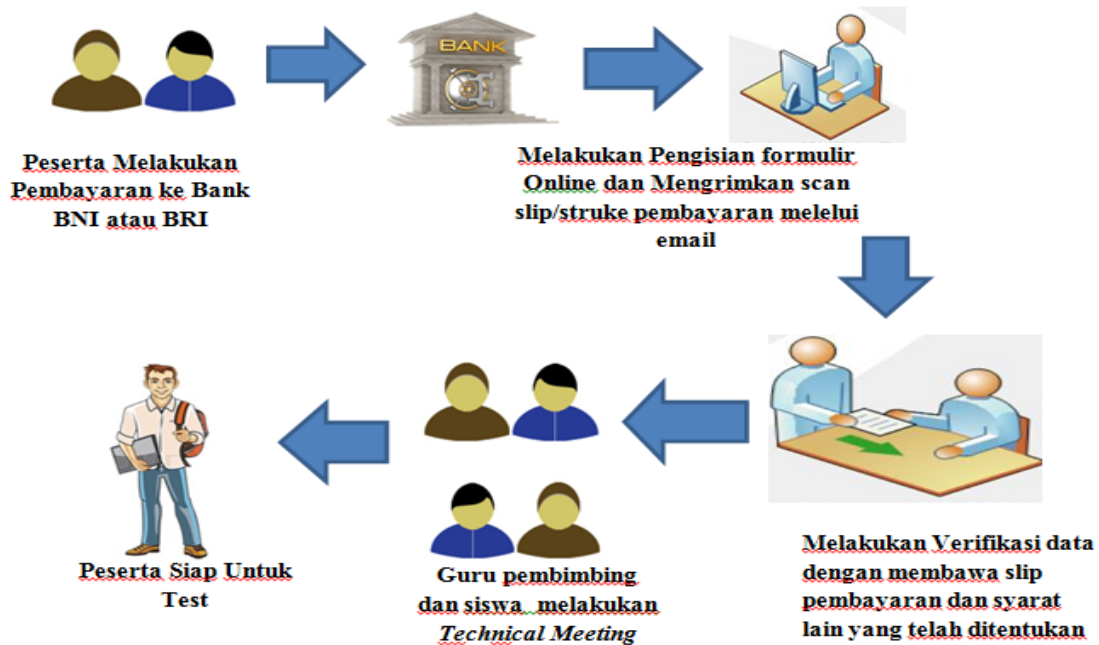 BANK
Peserta Melakukan
Pembayaran ke Bank
BNI atau BRI
Melakukan Pengisian formulir
Online dan Mengrimkan scan
slip/struke pembayaran melelui
email
Melakukan Verifikasi data
dengan membawa slip
pembayaran dan syarat
lain yang telah ditentukan
Guru pembimbing
dan siswa melakukan
Technical Meeting
Peserta Siap Untuk
Test